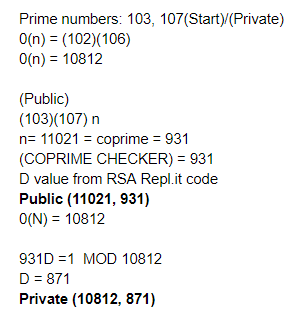 Prime numbers: 103, 107(Start)/(Private)
0(n) = (102)(106)
0(n) = 10812
(Public)
(103)(107) n
n= 11021 = coprime = 931
(COPRIME CHECKER) = 931
D value from RSA Repl.it code
Public (11021, 931)
0(N) = 10812
931D =1  MOD 10812
D = 871
Private (10812, 871)